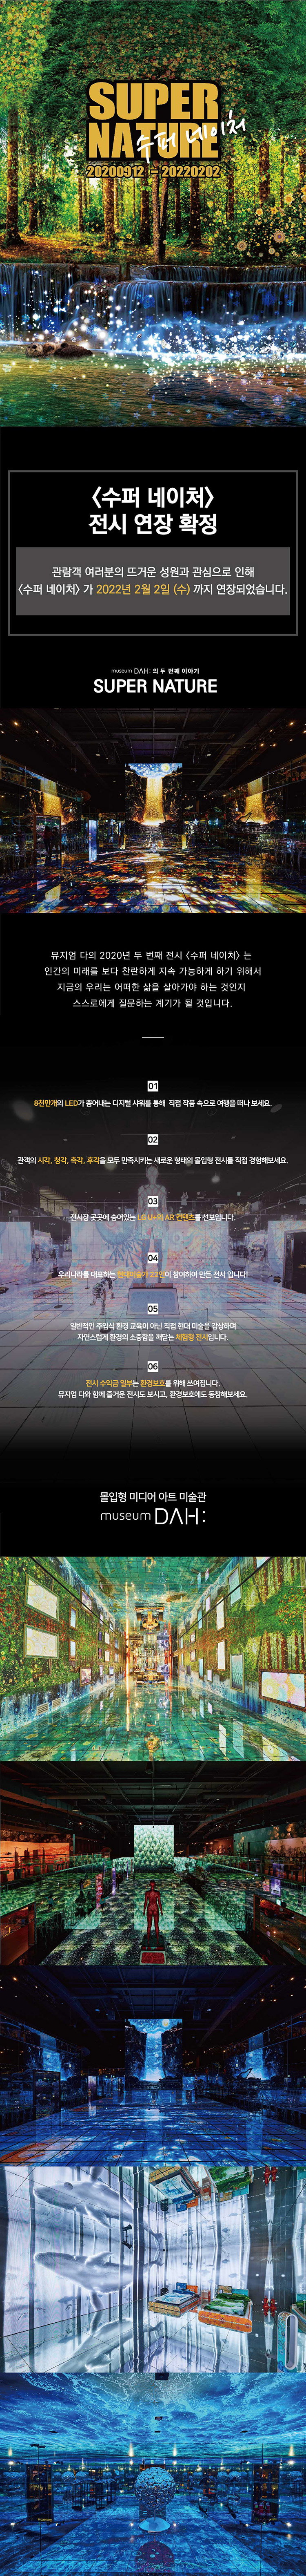 SUPER
NATURE
수퍼 네이처
20200912 – 20220202
〈수퍼 네이처〉
전시 연장 확정
관람객 여러분의 뜨거운 성원과 관심으로 인해
〈수퍼 네이처〉 가 2022년 2월 2일 (수) 까지 연장되었습니다.
museum DAH: 의 두 번째 이야기
SUPER NATURE
뮤지엄 다의 2020년 두 번째 전시 〈수퍼 네이처〉 는
인간의 미래를 보다 찬란하게 지속 가능하게 하기 위해서
지금의 우리는 어떠한 삶을 살아가야 하는 것인지
스스로에게 질문하는 계기가 될 것입니다.
01
8천만개의 LED가 뿜어내는 디지털 샤워를 통해 직접 작품 속으로 여행을 떠나 보세요.
02
관객의 시각, 청각, 촉각, 후각을 모두 만족시키는 새로운 형태의 몰입형 전시를 직접 경험해보세요.
03
전시장 곳곳에 숨어있는 LG U+의 AR 컨텐츠를 선보입니다.
04
우리나라를 대표하는 현대미술가 22인이 참여하여 만든 전시 입니다!
05
일반적인 주입식 환경 교육이 아닌 직접 현대 미술을 감상하며
자연스럽게 환경의 소중함을 깨닫는 체험형 전시입니다.
06
전시 수익금 일부는 환경보호를 위해 쓰여집니다.
뮤지엄 다와 함께 즐거운 전시도 보시고, 환경보호에도 동참해보세요.
몰입형 미디어 아트 미술관
museum DAH: